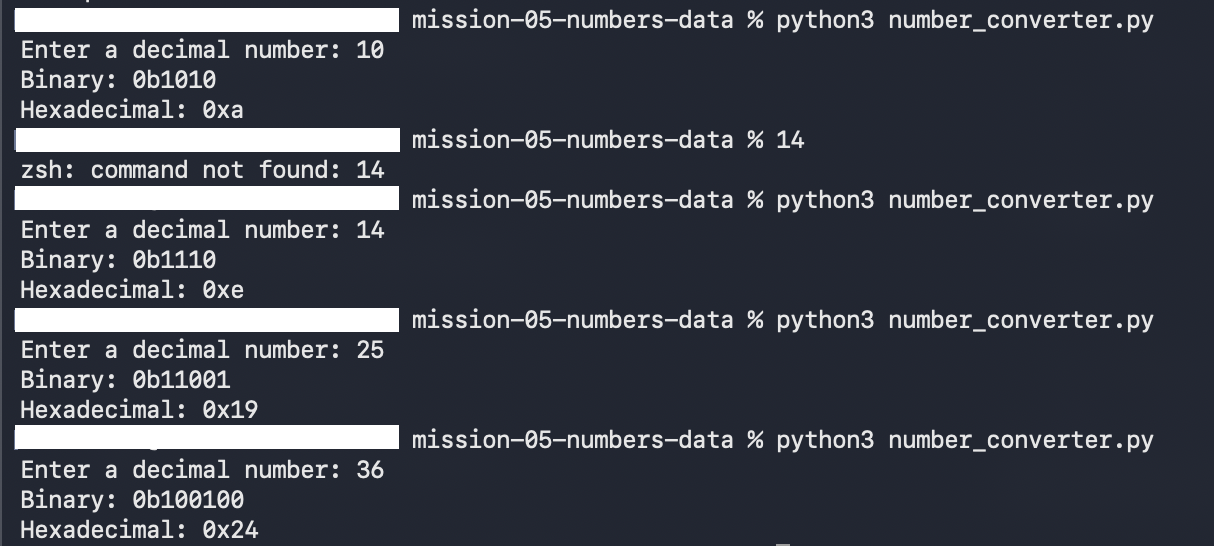 mission-05-numbers-data % python3 number_converter.py
Enter a decimal number: 10
Binary: 0b1010
Hexadecimal: 0xa
mission-05-numbers-data % 14
zsh: command not found: 14
mission-05-numbers-data % python3 number_converter.py
Enter a decimal number: 14
Binary: 0b1110
Hexadecimal: 0xe
mission-05-numbers-data % python3 number_converter.py
Enter a decimal number: 25
Binary: 0b11001
Hexadecimal: 0x19
mission-05-numbers-data % python3 number_converter.py
Enter a decimal number: 36
Binary: 0b100100
Hexadecimal: 0x24